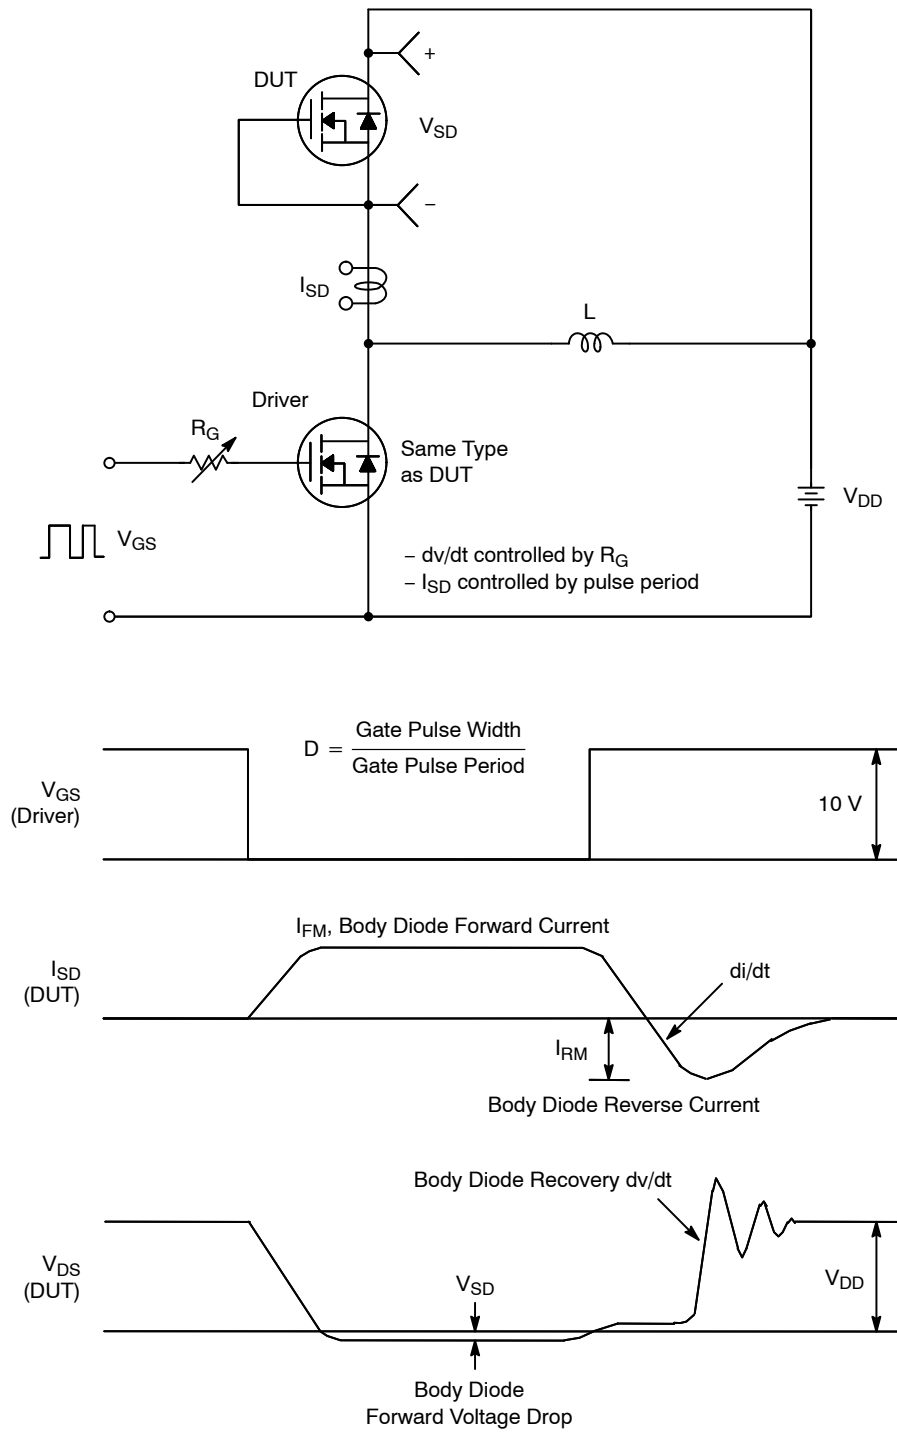 +
DUT
V_SD
−
I_SD
L
Driver
R_G
Same Type
as DUT
V_DD
V_GS
− dv/dt controlled by R_G
− I_SD controlled by pulse period
D = Gate Pulse Width
Gate Pulse Period
V_GS
(Driver)
10 V
I_FM, Body Diode Forward Current
I_SD
(DUT)
di/dt
I_RM
Body Diode Reverse Current
Body Diode Recovery dv/dt
V_DS
(DUT)
V_SD
V_DD
Body Diode
Forward Voltage Drop